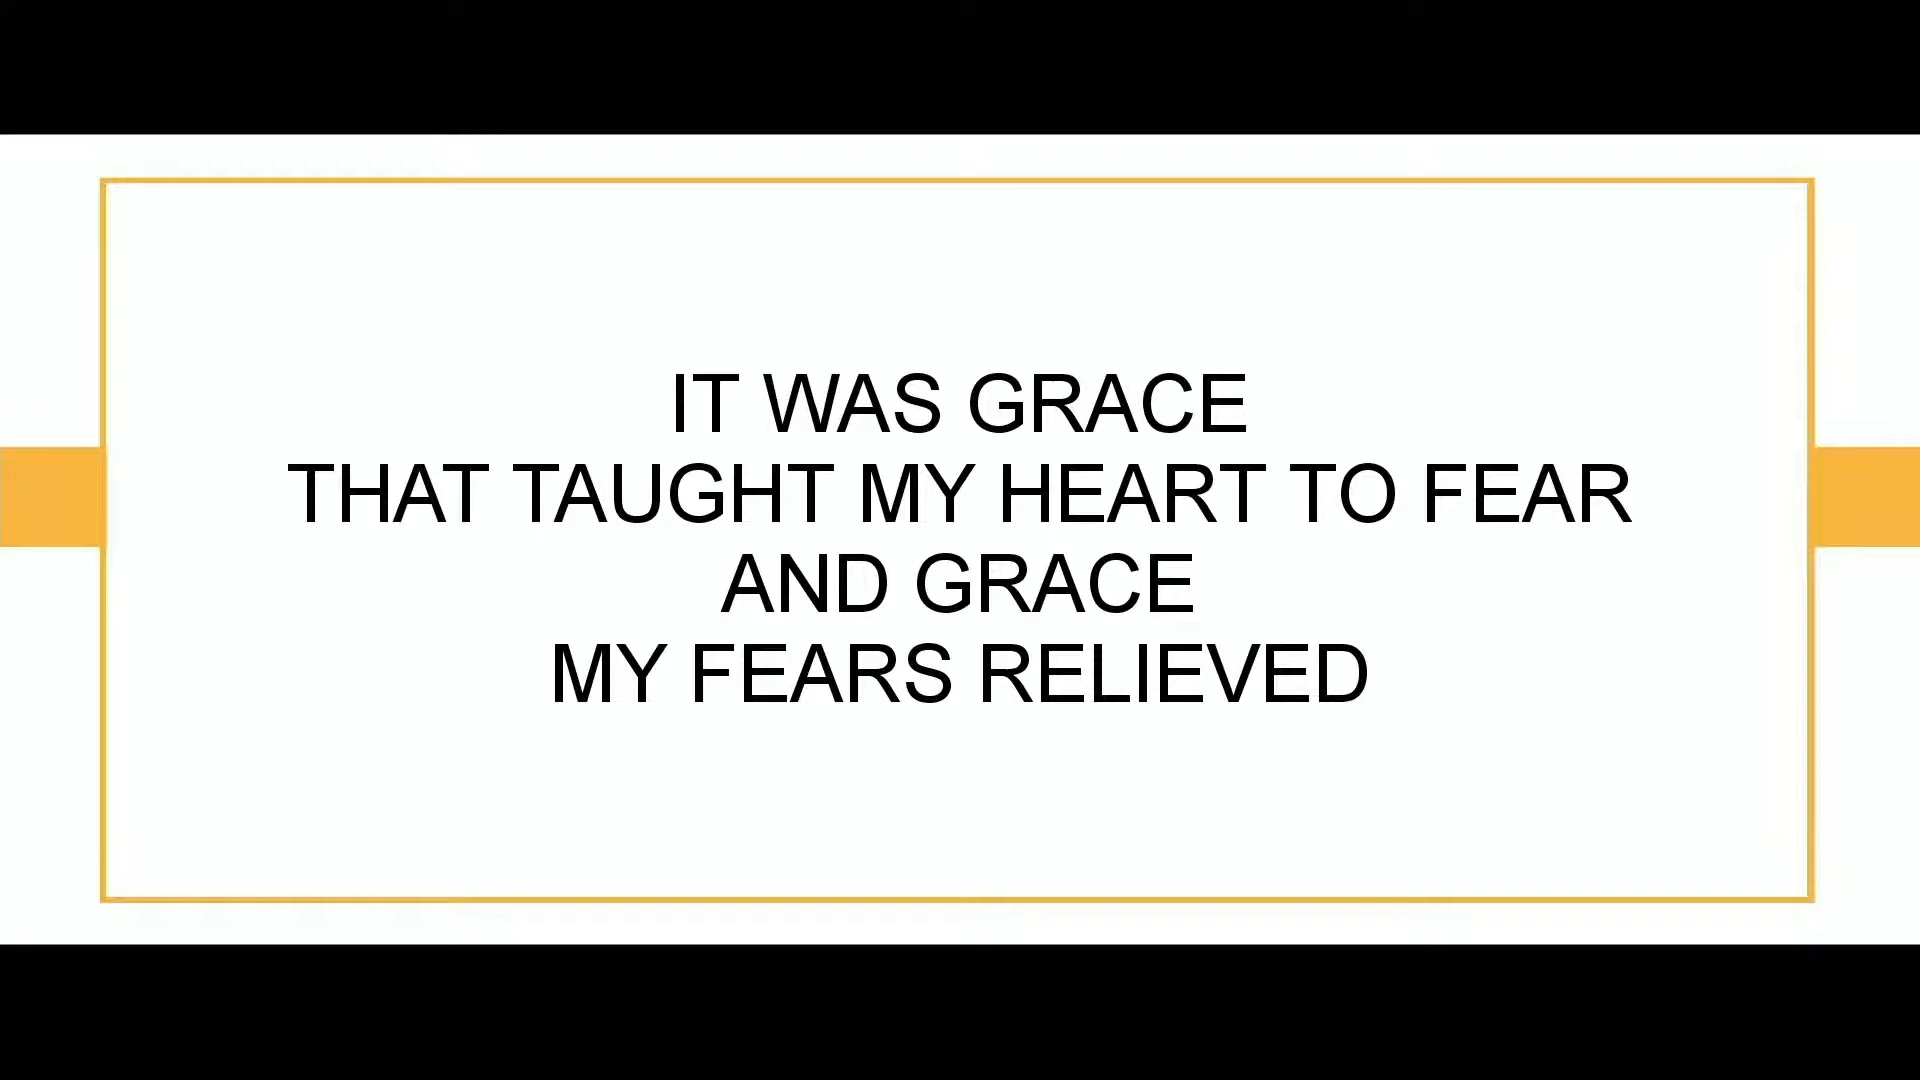 IT WAS GRACE
THAT TAUGHT MY HEART TO FEAR
AND GRACE
MY FEARS RELIEVED